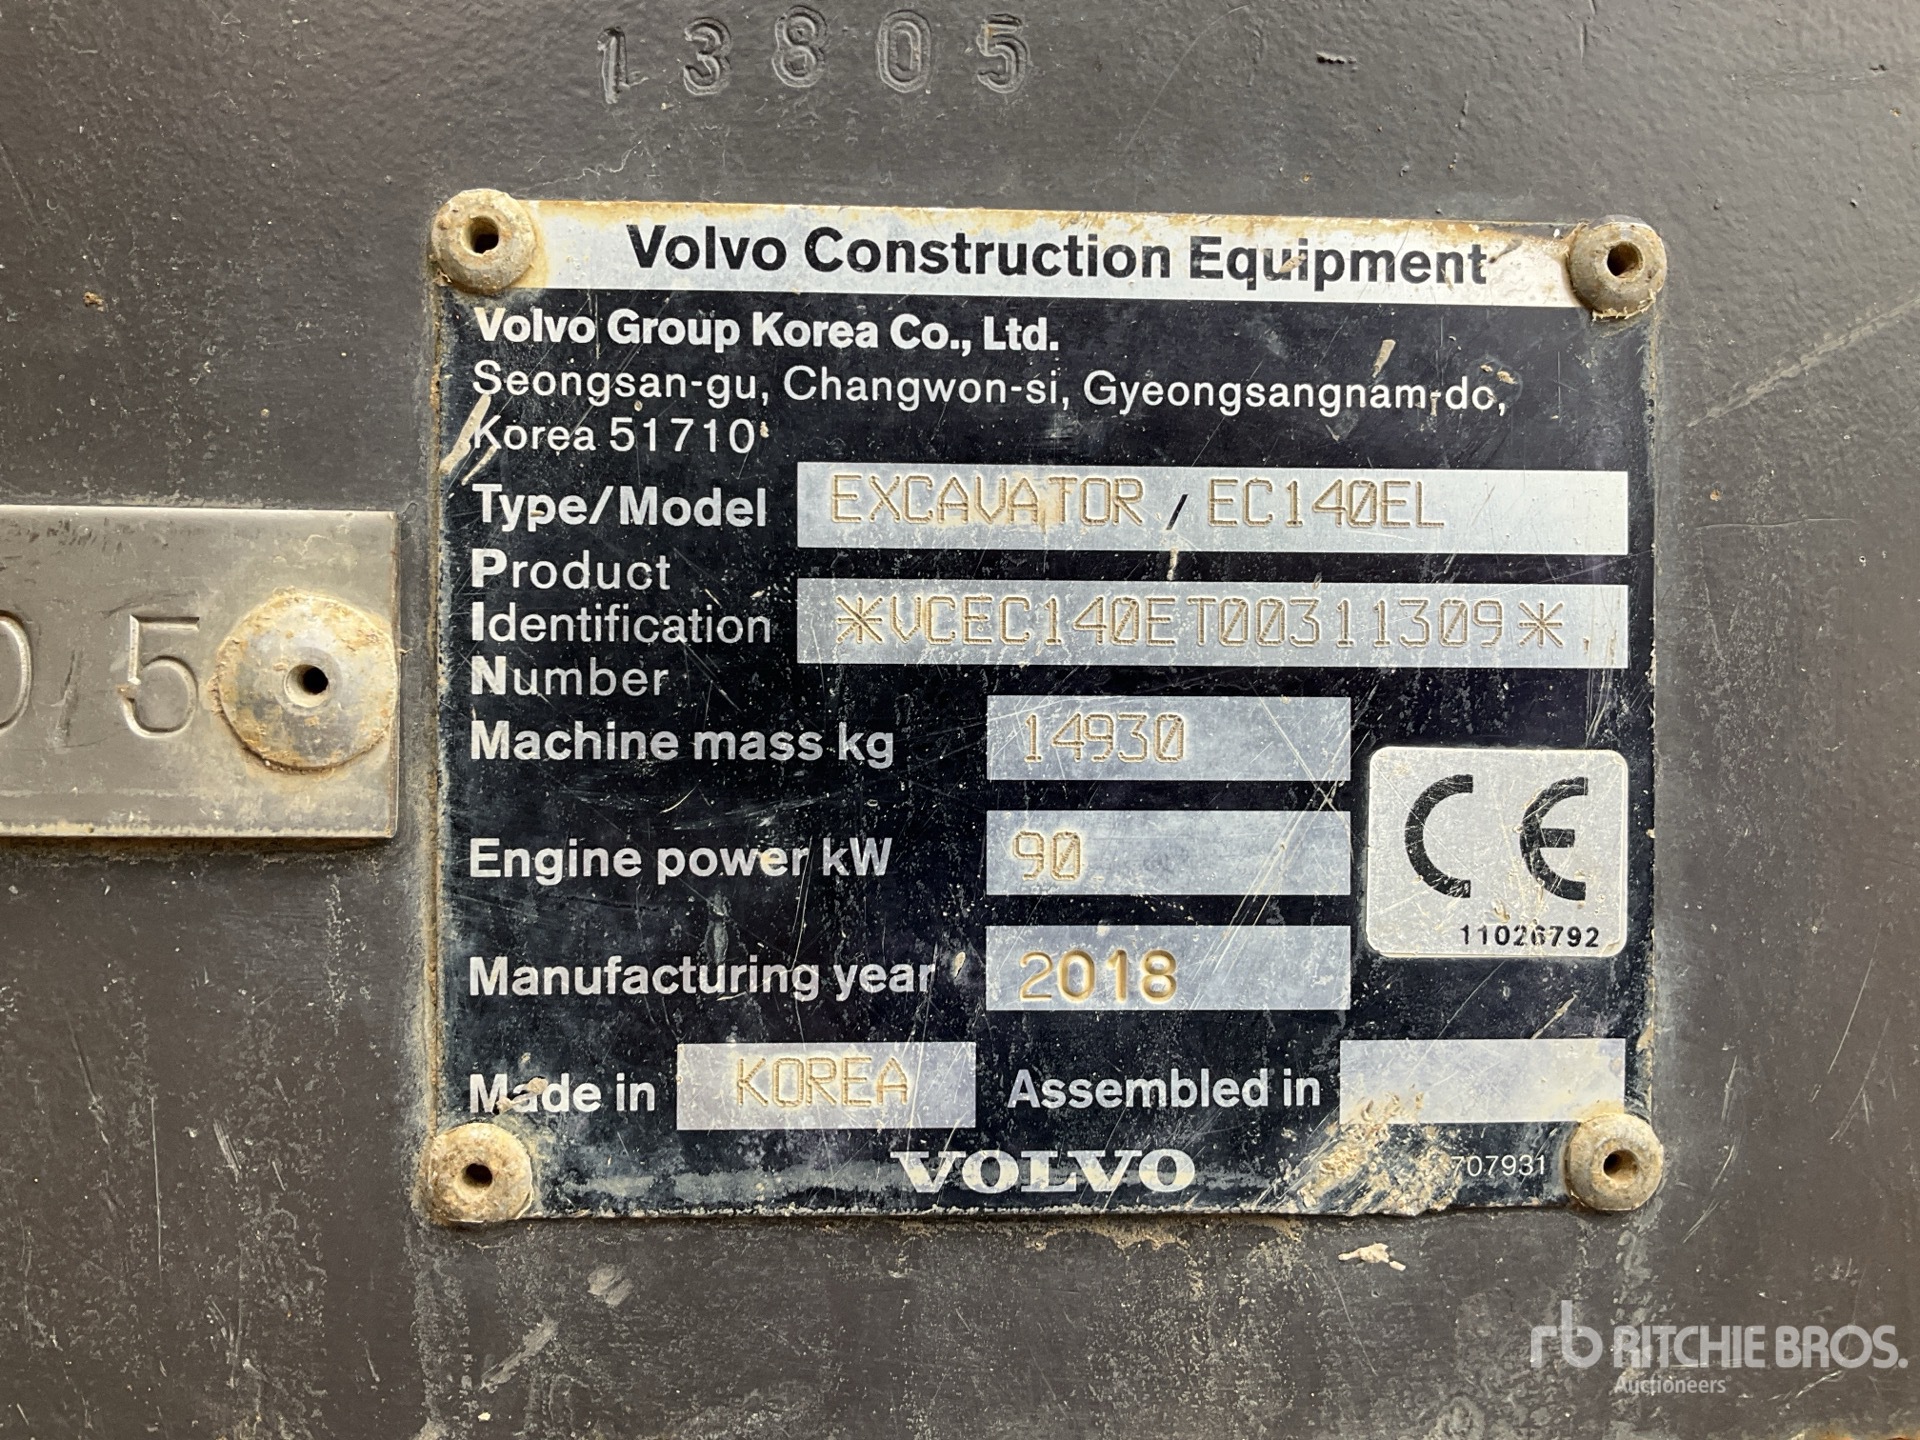 13805
Volvo Construction Equipment
Volvo Group Korea Co., Ltd.
Seongsan-gu, Changwon-si, Gyeongsangnam-do,
Korea 51710
Type/Model EXCAVATOR / EC140EL
Product
Identification *VCEC140ET00311309*
Number
Machine mass kg 14930
Engine power kW 90
CE
11026792
Manufacturing year 2018
Made in KOREA Assembled in
VOLVO
707931
05
rb RITCHIE BROS.
Auctioneers